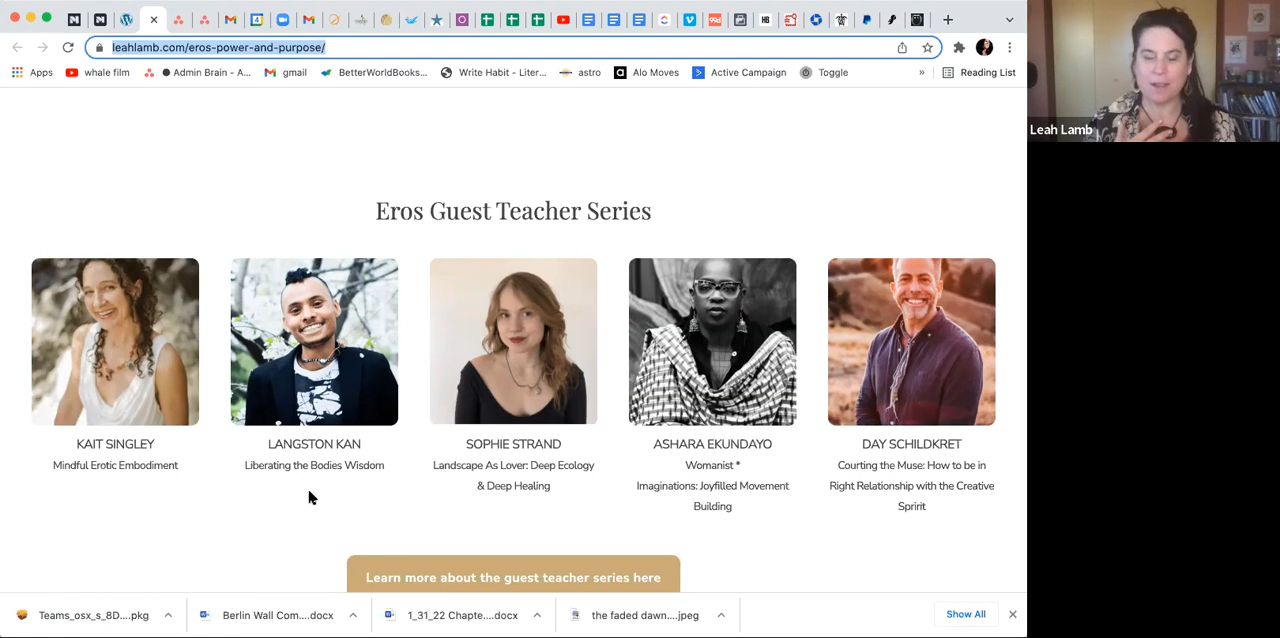 leahlamb.com/eros-power-and-purpose/
Apps
whale film
Admin Brain - A...
gmail
BetterWorldBooks...
Write Habit - Liter...
astro
Alo Moves
Active Campaign
Toggle
»
Reading List
Leah Lamb
Eros Guest Teacher Series
KAIT SINGLEY
Mindful Erotic Embodiment
LANGSTON KAN
Liberating the Bodies Wisdom
SOPHIE STRAND
Landscape As Lover: Deep Ecology
& Deep Healing
ASHARA EKUNDAYO
Womanist *
Imaginations: Joyfilled Movement
Building
DAY SCHILDKRET
Courting the Muse: How to be in
Right Relationship with the Creative
Spririt
Learn more about the guest teacher series here
Teams_osx_s_8D....pkg
Berlin Wall Com....docx
1_31_22 Chapte....docx
the faded dawn....jpeg
Show All